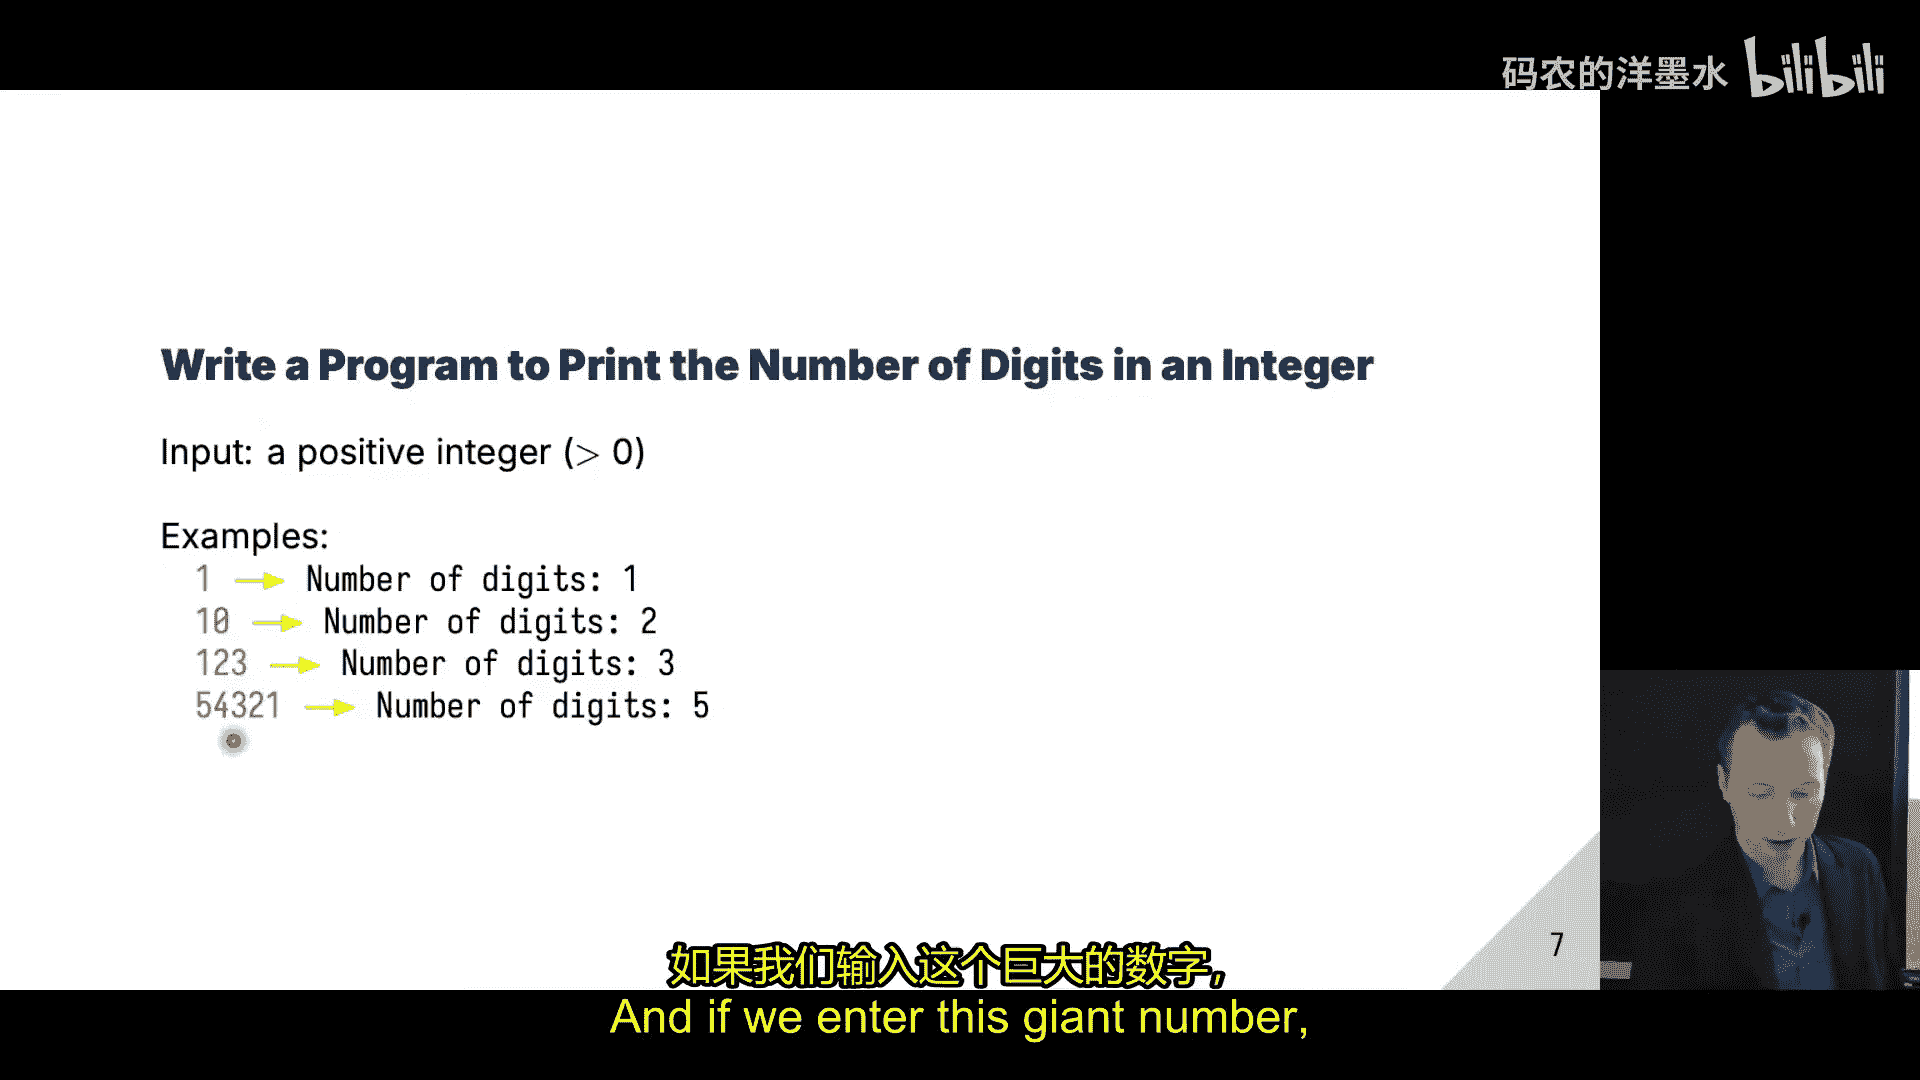 码农的洋墨水 bilibili
Write a Program to Print the Number of Digits in an Integer
Input: a positive integer (> 0)
Examples:
1 → Number of digits: 1
10 → Number of digits: 2
123 → Number of digits: 3
54321 → Number of digits: 5
7
如果我们输入这个巨大的数字，
And if we enter this giant number,